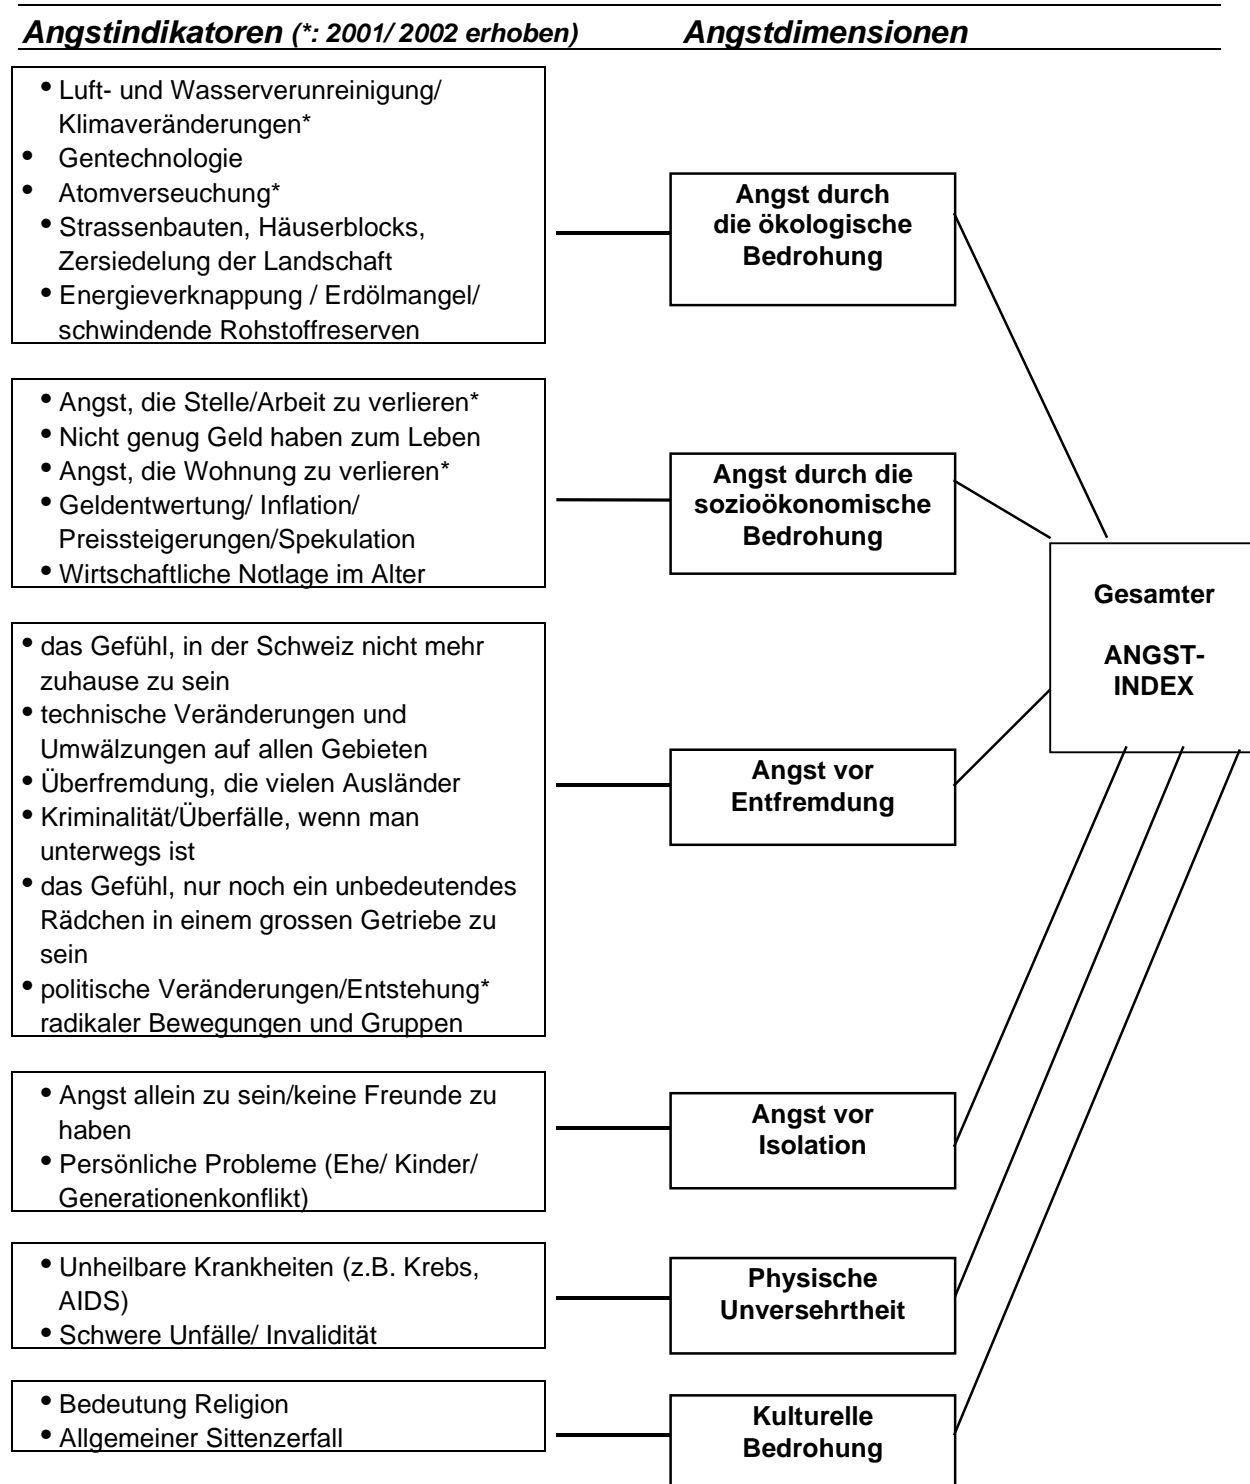 Angstindikatoren (*: 2001/ 2002 erhoben) Angstdimensionen
• Luft- und Wasserverunreinigung/
Klimaveränderungen*
• Gentechnologie
• Atomverseuchung*
• Strassenbauten, Häuserblocks,
Zersiedelung der Landschaft
• Energieverknappung / Erdölmangel/
schwindende Rohstoffreserven
Angst durch
die ökologische
Bedrohung
• Angst, die Stelle/Arbeit zu verlieren*
• Nicht genug Geld haben zum Leben
• Angst, die Wohnung zu verlieren*
• Geldentwertung/ Inflation/
Preissteigerungen/Spekulation
• Wirtschaftliche Notlage im Alter
Angst durch die
sozioökonomische
Bedrohung
Gesamter
ANGST-
INDEX
• das Gefühl, in der Schweiz nicht mehr
zuhause zu sein
• technische Veränderungen und
Umwälzungen auf allen Gebieten
• Überfremdung, die vielen Ausländer
• Kriminalität/Überfälle, wenn man
unterwegs ist
• das Gefühl, nur noch ein unbedeutendes
Rädchen in einem grossen Getriebe zu
sein
• politische Veränderungen/Entstehung*
radikaler Bewegungen und Gruppen
Angst vor
Entfremdung
• Angst allein zu sein/keine Freunde zu
haben
• Persönliche Probleme (Ehe/ Kinder/
Generationenkonflikt)
Angst vor
Isolation
• Unheilbare Krankheiten (z.B. Krebs,
AIDS)
• Schwere Unfälle/ Invalidität
Physische
Unversehrtheit
• Bedeutung Religion
• Allgemeiner Sittenzerfall
Kulturelle
Bedrohung